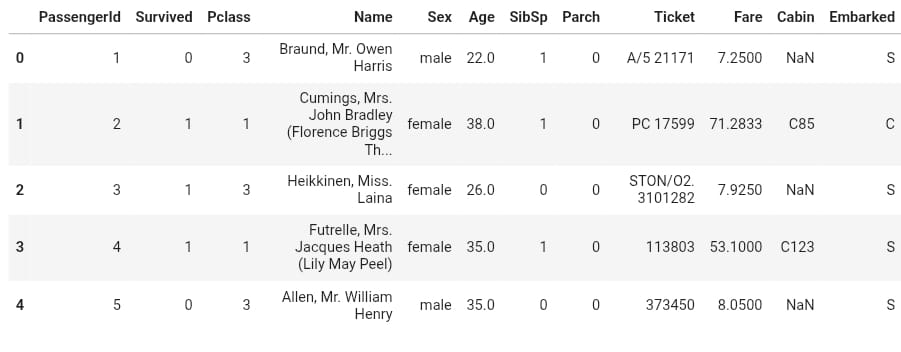 PassengerId Survived Pclass Name Sex Age SibSp Parch Ticket Fare Cabin Embarked
0 1 0 3 Braund, Mr. Owen Harris male 22.0 1 0 A/5 21171 7.2500 NaN S
1 2 1 1 Cumings, Mrs. John Bradley (Florence Briggs Th... female 38.0 1 0 PC 17599 71.2833 C85 C
2 3 1 3 Heikkinen, Miss. Laina female 26.0 0 0 STON/O2. 3101282 7.9250 NaN S
3 4 1 1 Futrelle, Mrs. Jacques Heath (Lily May Peel) female 35.0 1 0 113803 53.1000 C123 S
4 5 0 3 Allen, Mr. William Henry male 35.0 0 0 373450 8.0500 NaN S